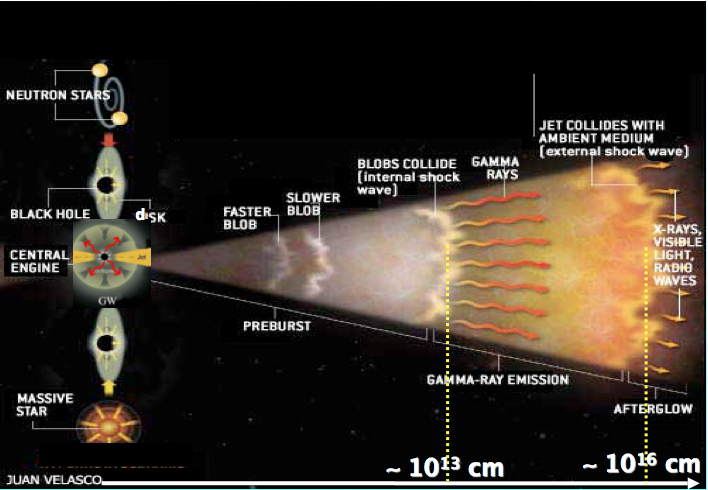 NEUTRON STARS
BLACK HOLE
dISK
CENTRAL
ENGINE
Jet
GW
MASSIVE
STAR
JUAN VELASCO
FASTER
BLOB
SLOWER
BLOB
PREBURST
BLOBS COLLIDE
(internal shock
wave)
GAMMA
RAYS
GAMMA-RAY EMISSION
JET COLLIDES WITH
AMBIENT MEDIUM
(external shock wave)
X-RAYS,
VISIBLE
LIGHT,
RADIO
WAVES
AFTERGLOW
~ 10¹³ cm
~ 10¹⁶ cm